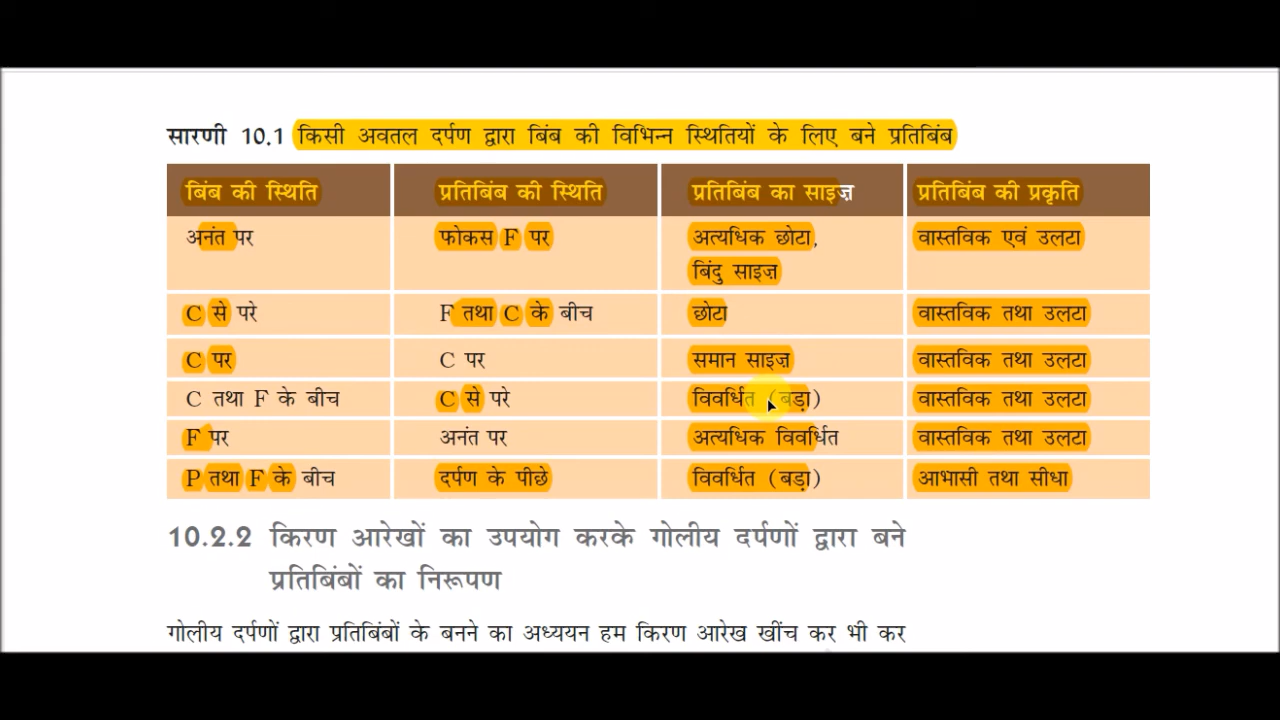 सारणी 10.1 किसी अवतल दर्पण द्वारा बिंब की विभिन्न स्थितियों के लिए बने प्रतिबिंब
बिंब की स्थिति प्रतिबिंब की स्थिति प्रतिबिंब का साइज़ प्रतिबिंब की प्रकृति
अनंत पर फोकस F पर अत्यधिक छोटा, वास्तविक एवं उलटा
बिंदु साइज़
C से परे F तथा C के बीच छोटा वास्तविक तथा उलटा
C पर C पर समान साइज़ वास्तविक तथा उलटा
C तथा F के बीच C से परे विवर्धित (बड़ा) वास्तविक तथा उलटा
F पर अनंत पर अत्यधिक विवर्धित वास्तविक तथा उलटा
P तथा F के बीच दर्पण के पीछे विवर्धित (बड़ा) आभासी तथा सीधा
10.2.2 किरण आरेखों का उपयोग करके गोलीय दर्पणों द्वारा बने
प्रतिबिंबों का निरूपण
गोलीय दर्पणों द्वारा प्रतिबिंबों के बनने का अध्ययन हम किरण आरेख खींच कर भी कर